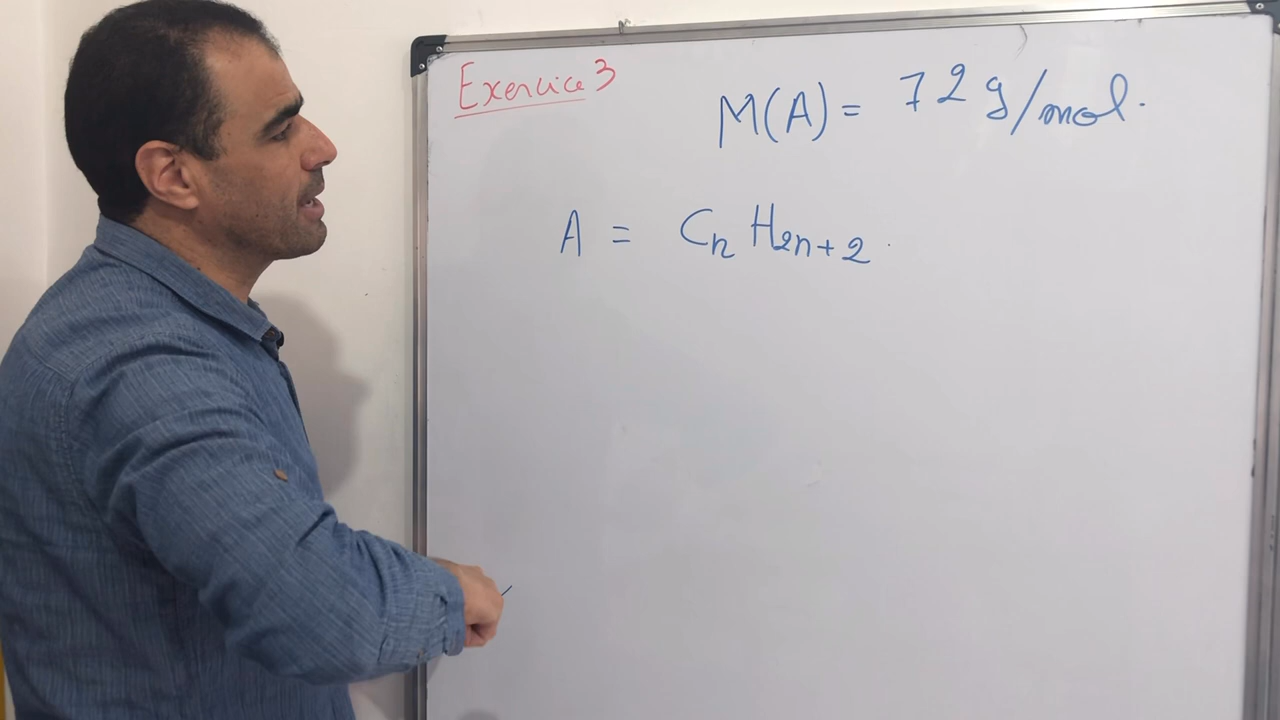 Exercice 3
M(A) = 72 g/mol.
A = CnH2n+2.